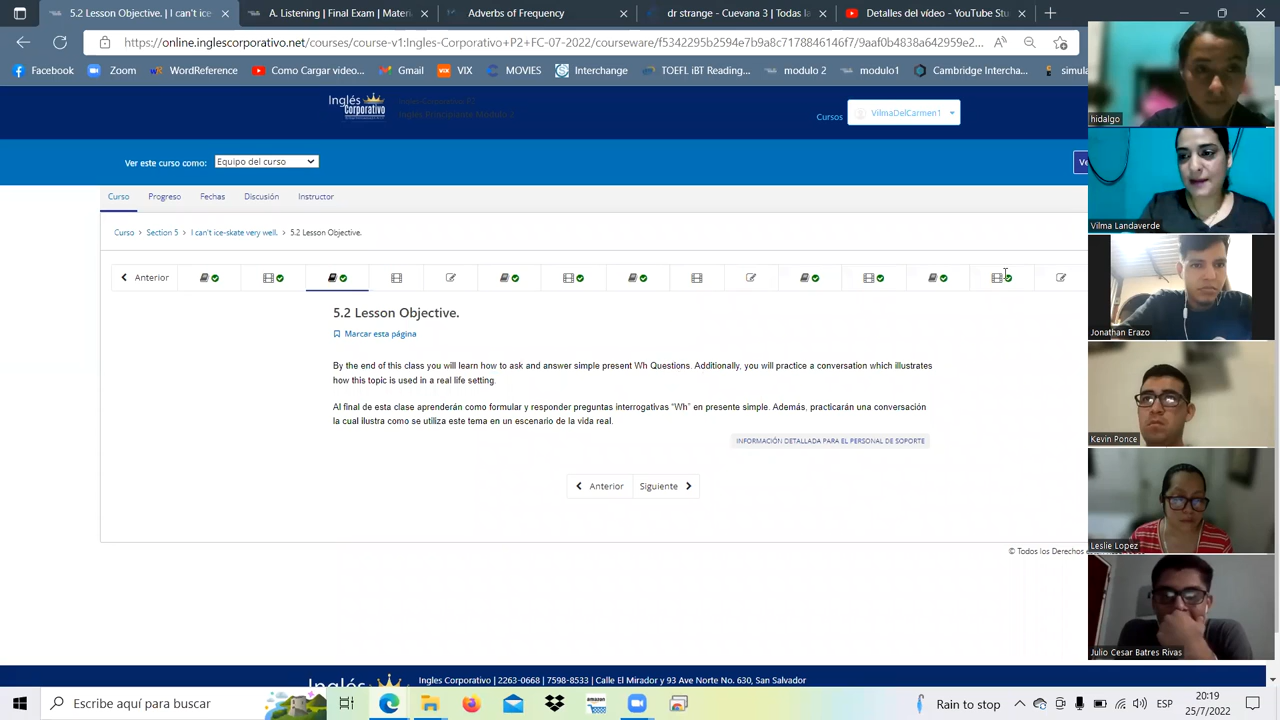 5.2 Lesson Objective. - Inglés C
Adverbs of Frequency
dr strange - Cuevana 3 | Todas la
Detalles del vídeo - YouTube Stu
https://online.inglescorporativo.net/courses/course-v1:Ingles-Corporativo+P2+FC-07-2022/courseware/f5342295b2594e7b9a8c7178846146f7/9aaf0b4838a642959e2...
Facebook
Zoom
WordReference
Como Cargar video...
Gmail
VIX
MOVIES
Interchange
TOEFL iBT Reading...
modulo 2
modulo1
Cambridge Interchan...
simula
Inglés
Corporativo
Cursos
VilmaDelCarmen1
Ver este curso como:
Equipo del curso
Ve
Curso
Progreso
Fechas
Discusión
Instructor
Curso > Section 5 > I can't ice-skate very well. > 5.2 Lesson Objective.
Anterior
5.2 Lesson Objective.
Marcar esta página
By the end of this class you will learn how to ask and answer simple present Wh Questions. Additionally, you will practice a conversation which illustrates
how this topic is used in a real life setting.
Al final de esta clase aprenderán como formular y responder preguntas interrogativas “Wh” en presente simple. Además, practicarán una conversación
la cual ilustra como se utiliza este tema en un escenario de la vida real.
INFORMACIÓN DETALLADA PARA EL PERSONAL DE SOPORTE
Anterior
Siguiente
© Todos los Derechos
Inglés
Ingles Corporativo | 2263-0668 | 7598-8533 | Calle El Mirador y 93 Ave Norte No. 630, San Salvador
hidalgo
Vilma Landaverde
Jonathan Erazo
Kevin Ponce
Leslie Lopez
Julio Cesar Batres Rivas
Escribe aquí para buscar
Rain to stop
ESP
20:19
25/7/2022